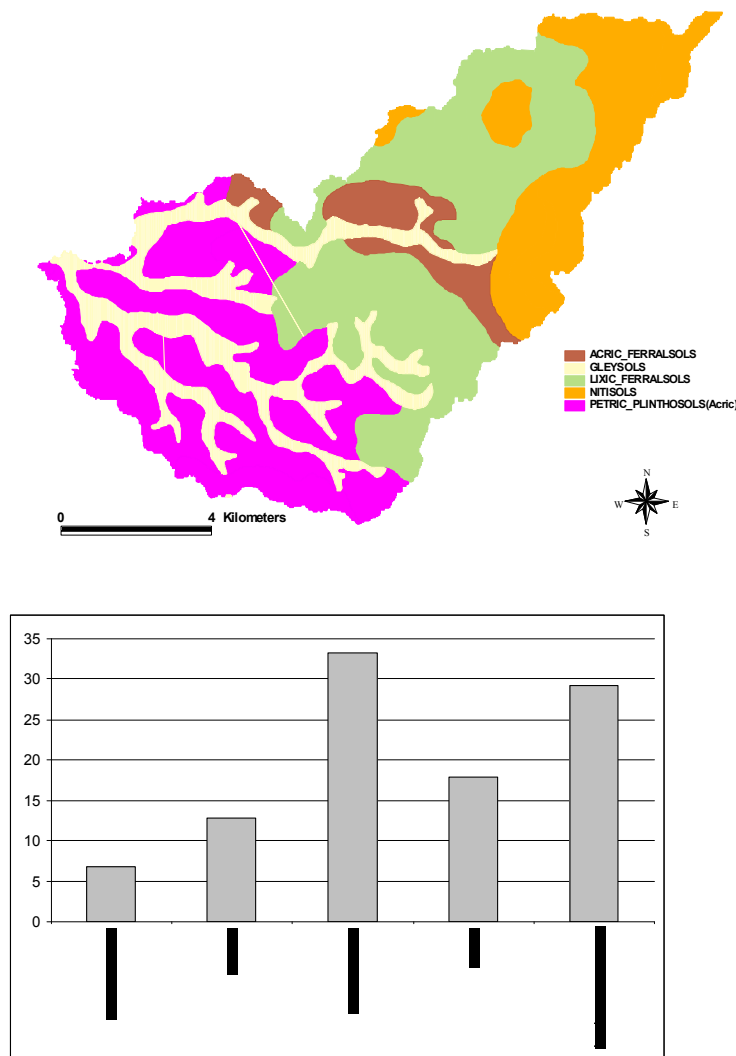 ACRIC_FERRALSOLS
GLEYSOLS
LIXIC_FERRALSOLS
NITISOLS
PETRIC_PLINTHOSOLS(Acric)
N
W E
S
0 4 Kilometers
35
30
25
20
15
10
5
0